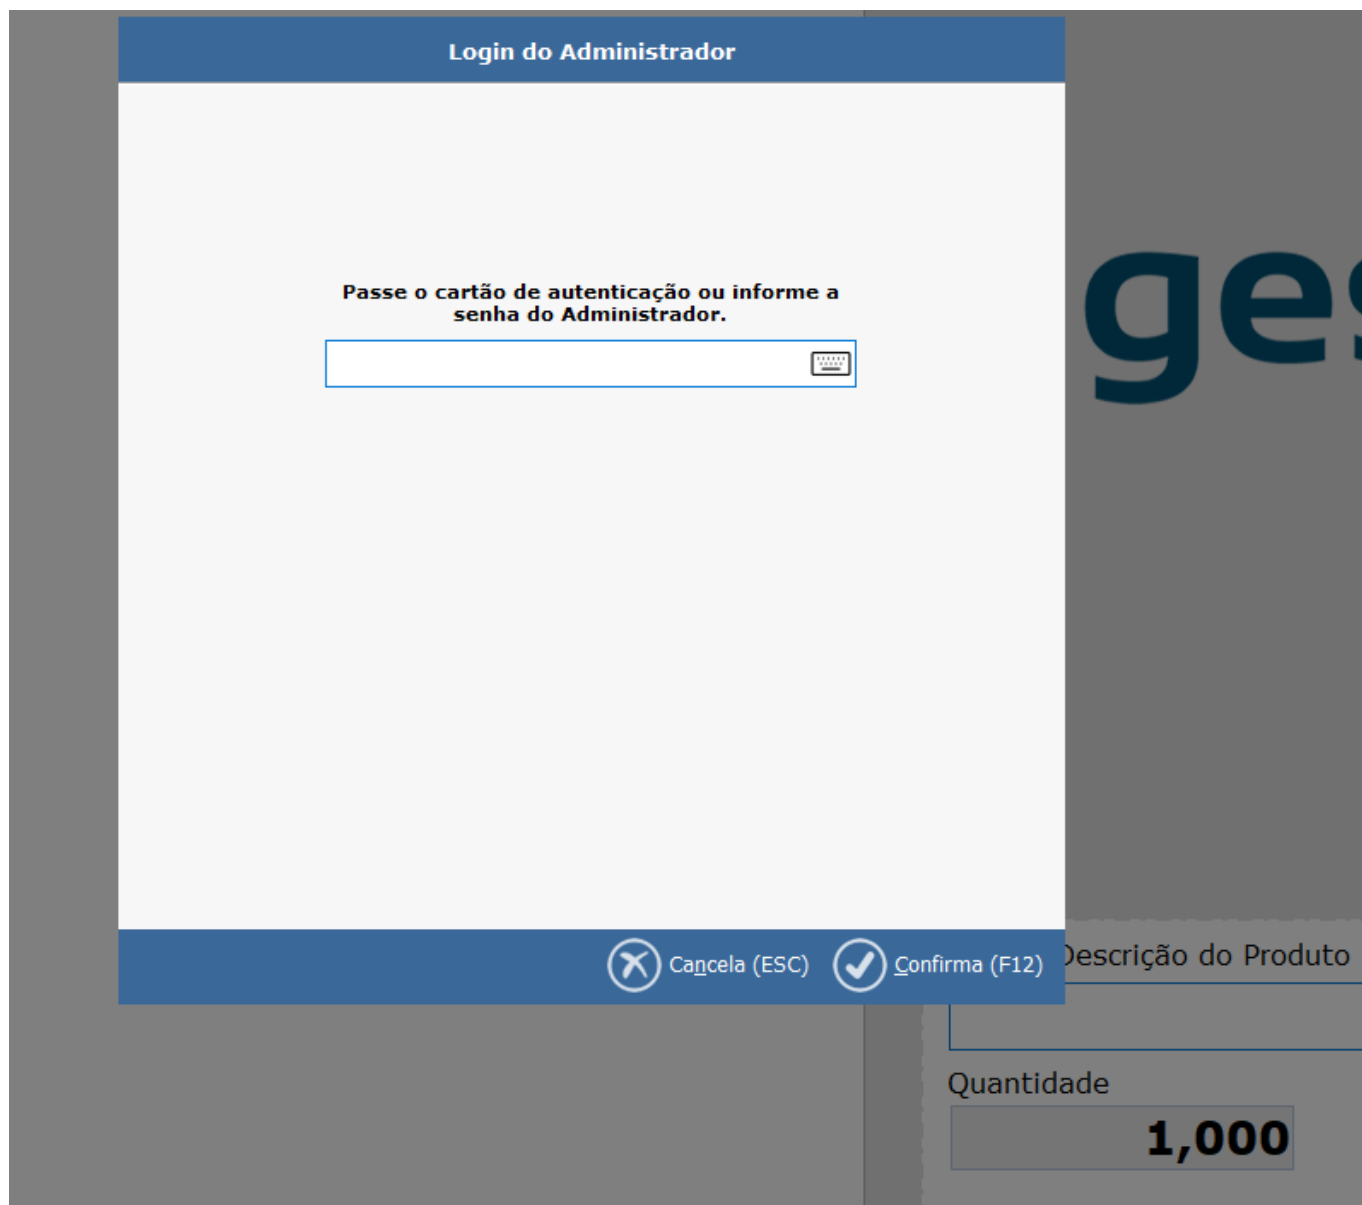 Login do Administrador
Passe o cartão de autenticação ou informe a
senha do Administrador.
Cancela (ESC)
Confirma (F12)
Descrição do Produto
Quantidade
1,000